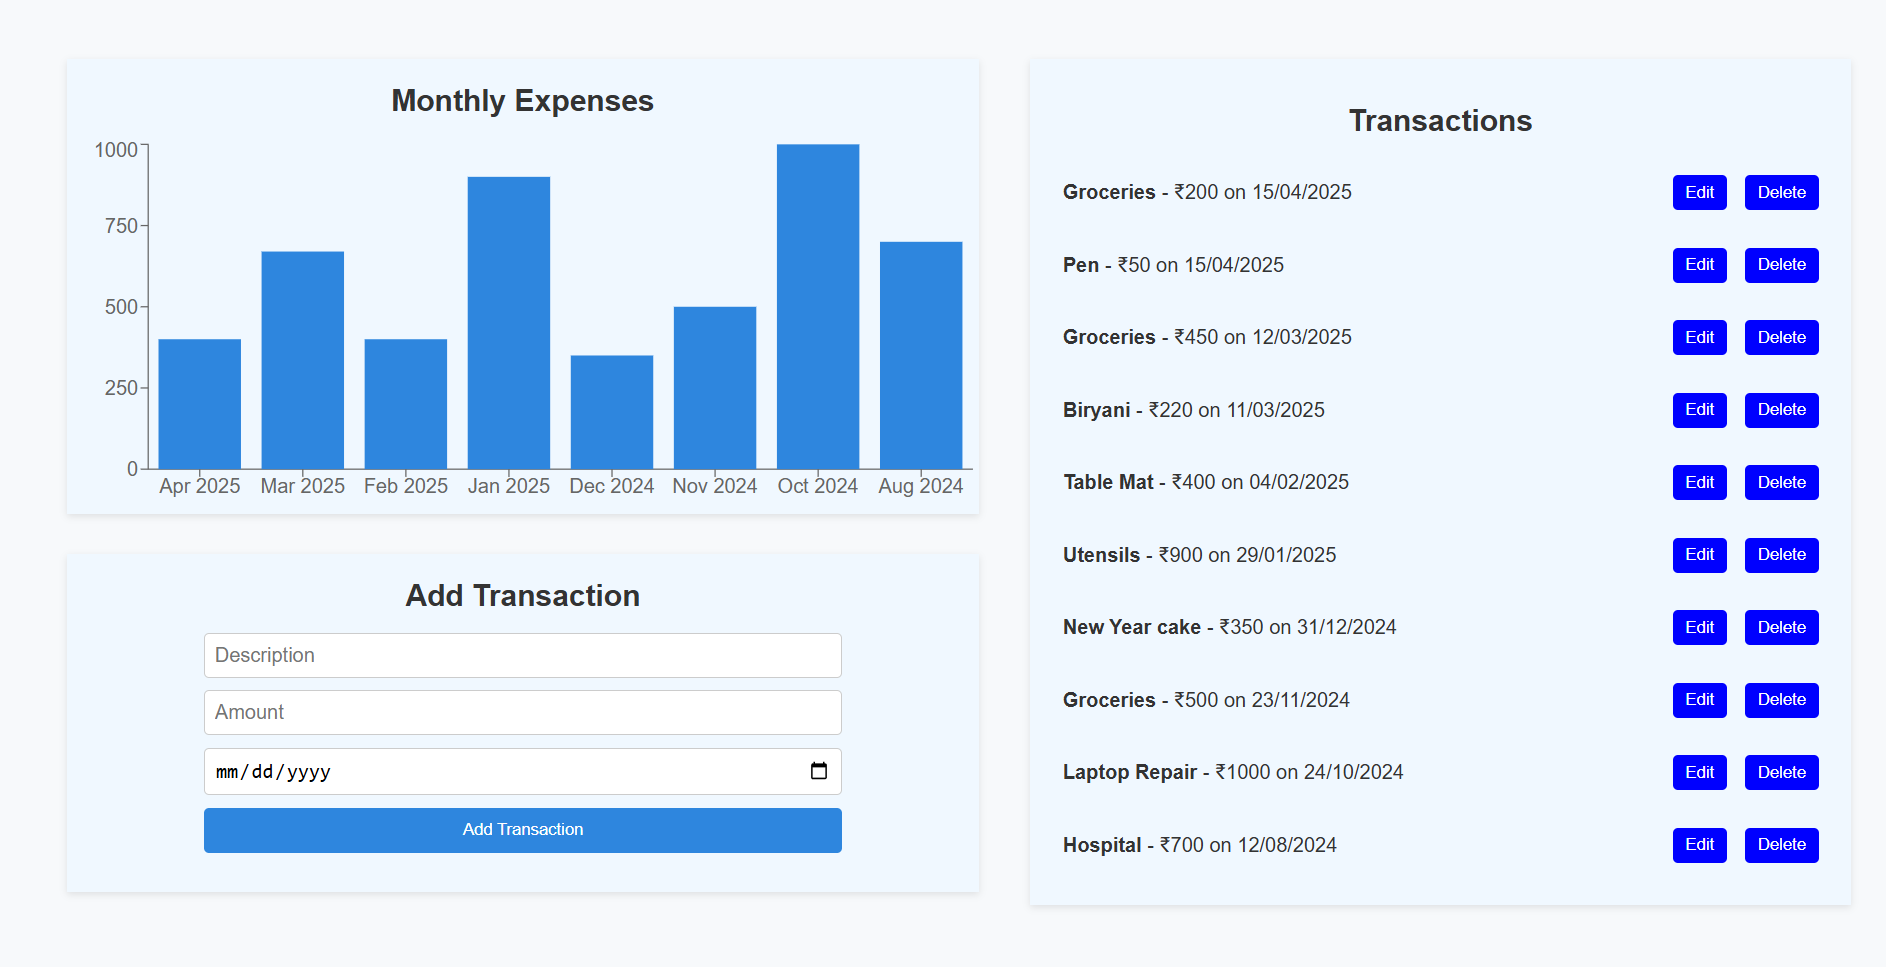 Monthly Expenses
1000
750
500
250
0
Apr 2025 Mar 2025 Feb 2025 Jan 2025 Dec 2024 Nov 2024 Oct 2024 Aug 2024
Add Transaction
Description
Amount
mm/dd/yyyy
Add Transaction
Transactions
Groceries - ₹200 on 15/04/2025 Edit Delete
Pen - ₹50 on 15/04/2025 Edit Delete
Groceries - ₹450 on 12/03/2025 Edit Delete
Biryani - ₹220 on 11/03/2025 Edit Delete
Table Mat - ₹400 on 04/02/2025 Edit Delete
Utensils - ₹900 on 29/01/2025 Edit Delete
New Year cake - ₹350 on 31/12/2024 Edit Delete
Groceries - ₹500 on 23/11/2024 Edit Delete
Laptop Repair - ₹1000 on 24/10/2024 Edit Delete
Hospital - ₹700 on 12/08/2024 Edit Delete